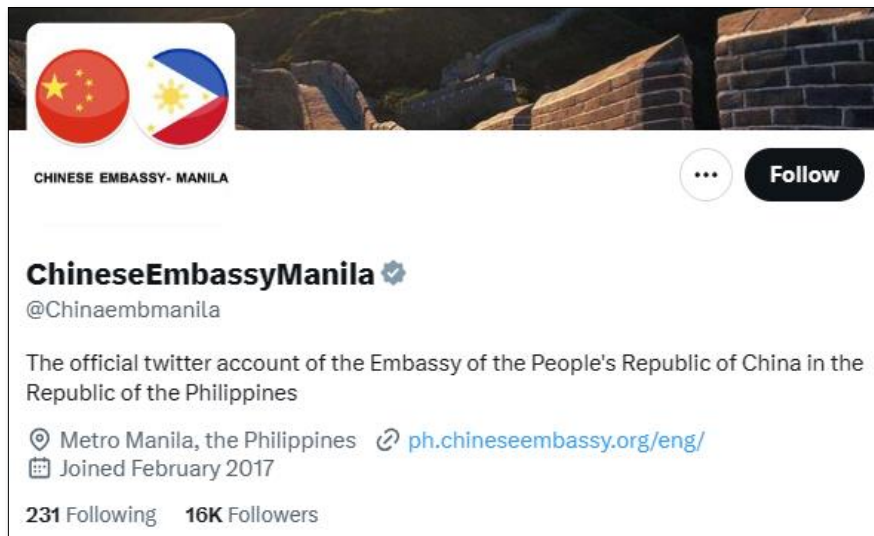 CHINESE EMBASSY- MANILA
Follow
ChineseEmbassyManila
@Chinaembmanila
The official twitter account of the Embassy of the People's Republic of China in the
Republic of the Philippines
Metro Manila, the Philippines ph.chineseembassy.org/eng/
Joined February 2017
231 Following 16K Followers